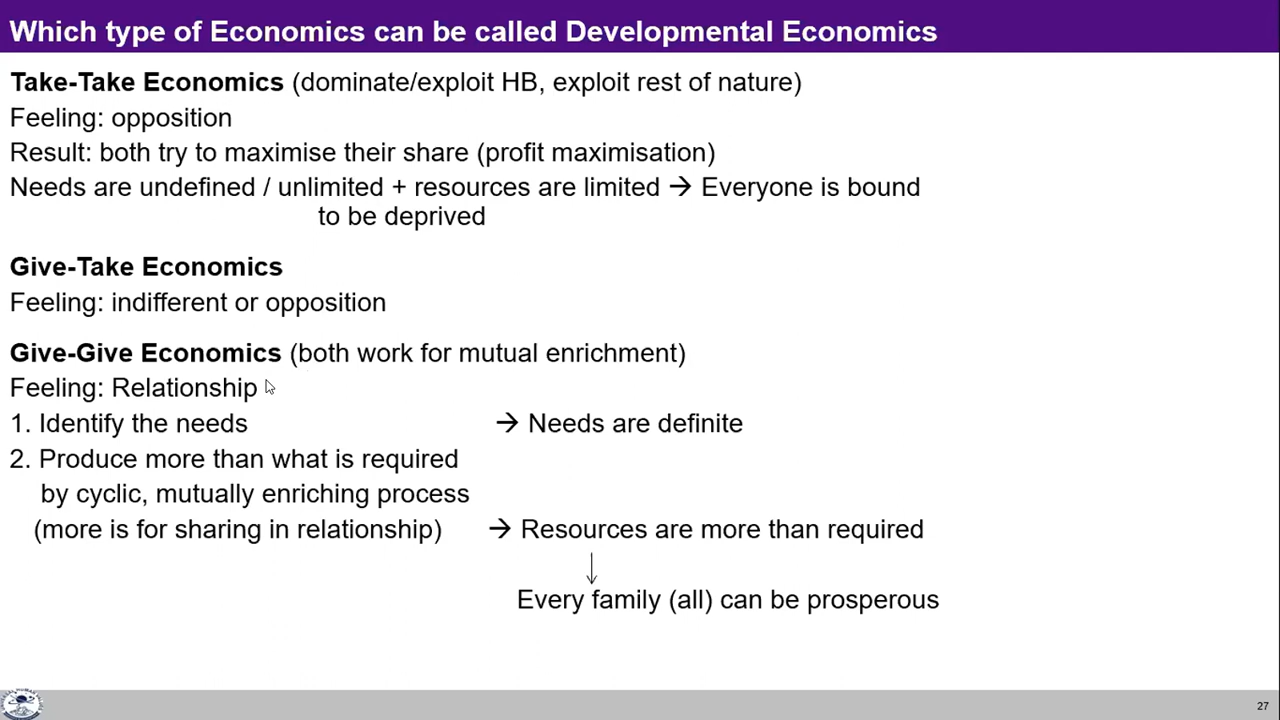 Which type of Economics can be called Developmental Economics
Take-Take Economics (dominate/exploit HB, exploit rest of nature)
Feeling: opposition
Result: both try to maximise their share (profit maximisation)
Needs are undefined / unlimited + resources are limited → Everyone is bound
to be deprived
Give-Take Economics
Feeling: indifferent or opposition
Give-Give Economics (both work for mutual enrichment)
Feeling: Relationship
1. Identify the needs → Needs are definite
2. Produce more than what is required
by cyclic, mutually enriching process
(more is for sharing in relationship) → Resources are more than required
↓
Every family (all) can be prosperous
27